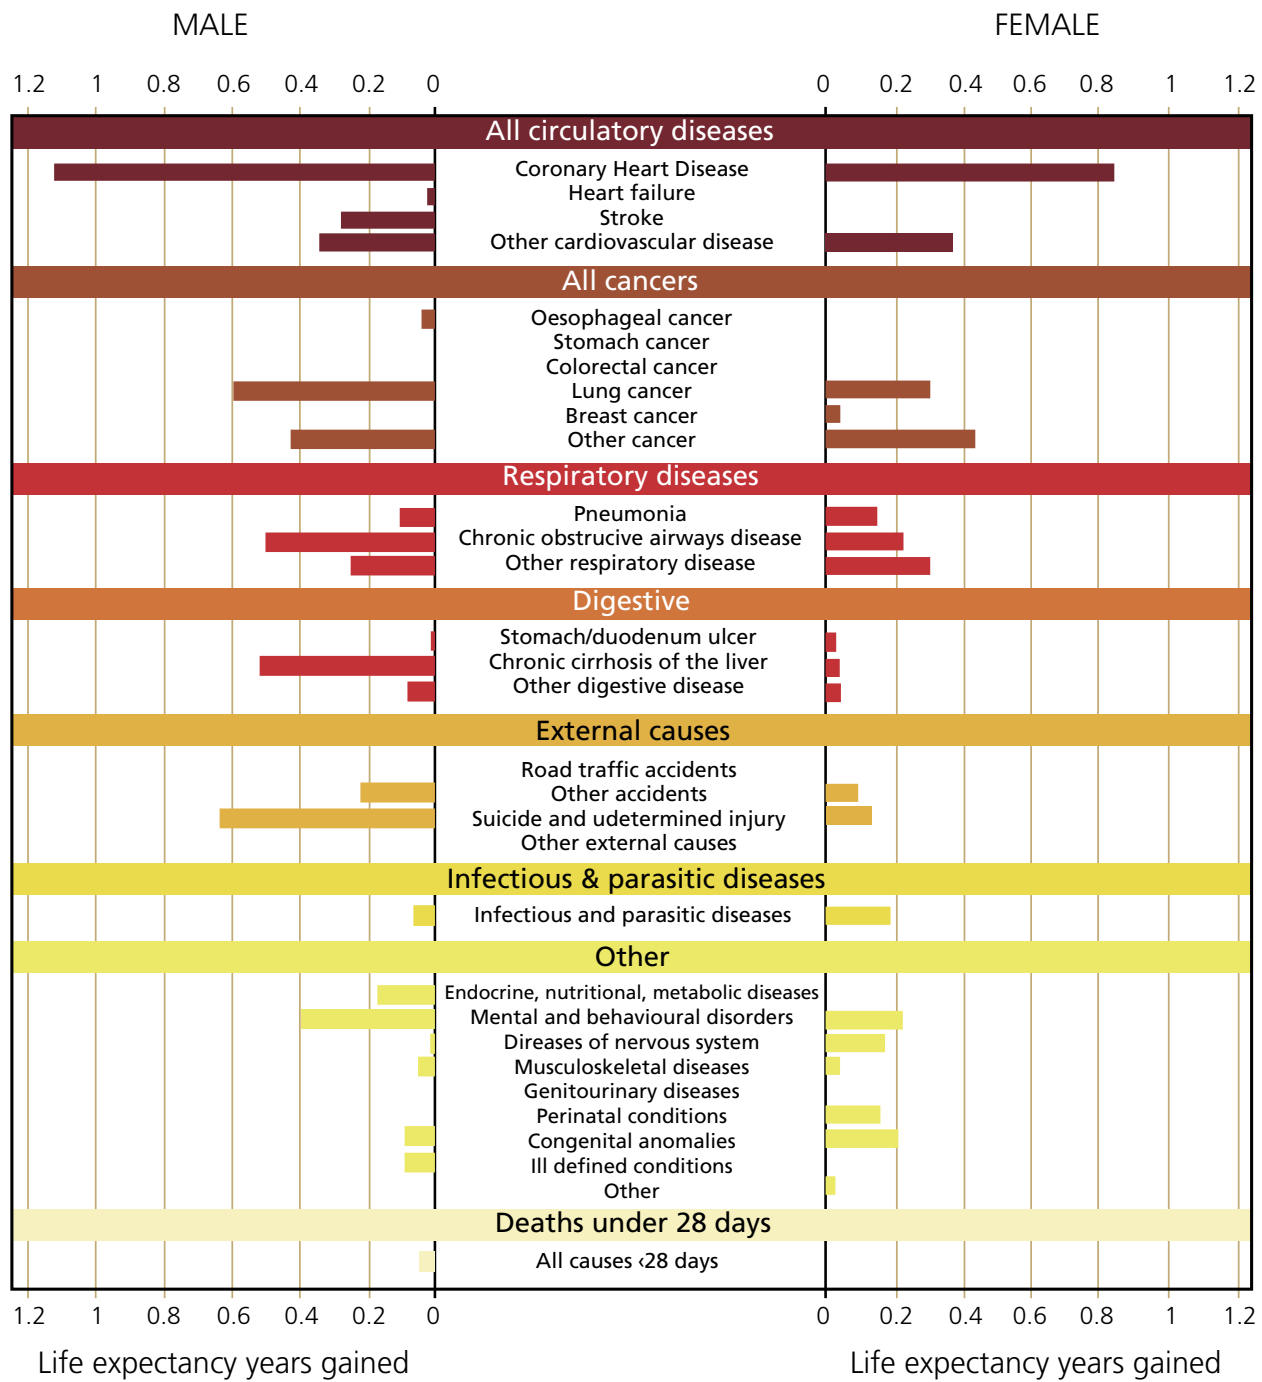 MALE FEMALE
1.2 1 0.8 0.6 0.4 0.2 0 0 0.2 0.4 0.6 0.8 1 1.2
All circulatory diseases
Coronary Heart Disease
Heart failure
Stroke
Other cardiovascular disease
All cancers
Oesophageal cancer
Stomach cancer
Colorectal cancer
Lung cancer
Breast cancer
Other cancer
Respiratory diseases
Pneumonia
Chronic obstrucive airways disease
Other respiratory disease
Digestive
Stomach/duodenum ulcer
Chronic cirrhosis of the liver
Other digestive disease
External causes
Road traffic accidents
Other accidents
Suicide and udetermined injury
Other external causes
Infectious & parasitic diseases
Infectious and parasitic diseases
Other
Endocrine, nutritional, metabolic diseases
Mental and behavioural disorders
Direases of nervous system
Musculoskeletal diseases
Genitourinary diseases
Perinatal conditions
Congenital anomalies
Ill defined conditions
Other
Deaths under 28 days
All causes <28 days
1.2 1 0.8 0.6 0.4 0.2 0 0 0.2 0.4 0.6 0.8 1 1.2
Life expectancy years gained Life expectancy years gained